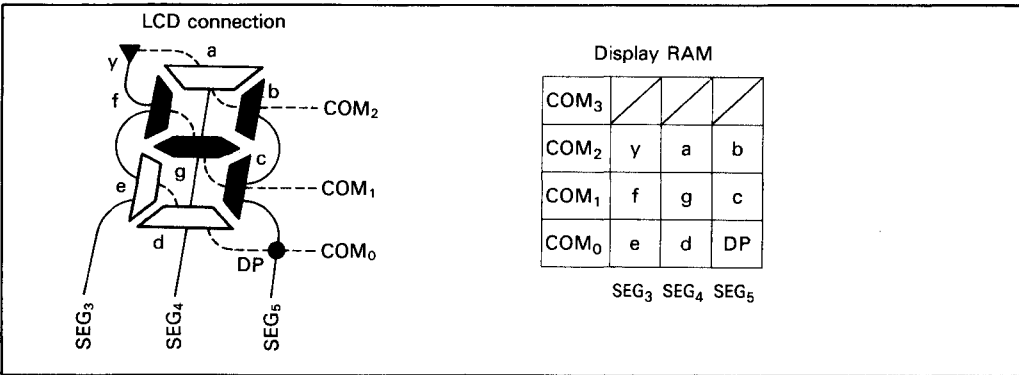 LCD connection
y
a
b
f
COM₂
g
c
e
COM₁
d
DP
COM₀
SEG₃
SEG₄
SEG₅
Display RAM
COM₃
COM₂ y a b
COM₁ f g c
COM₀ e d DP
SEG₃ SEG₄ SEG₅